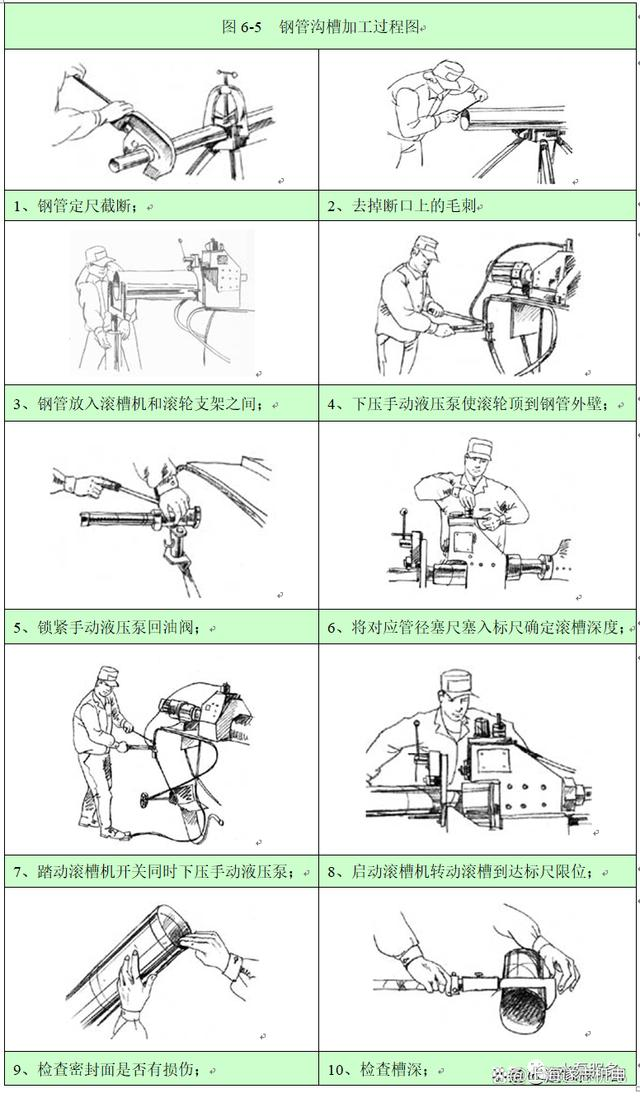 图 6-5 钢管沟槽加工过程图
1、钢管定尺截断；
2、去掉断口上的毛刺
3、钢管放入滚槽机和滚轮支架之间；
4、下压手动液压泵使滚轮顶到钢管外壁；
5、锁紧手动液压泵回油阀；
6、将对应管径塞尺塞入标尺确定滚槽深度；
7、踏动滚槽机开关同时下压手动液压泵；
8、启动滚槽机转动滚槽到达标尺限位；
9、检查密封面是否有损伤；
10、检查槽深；